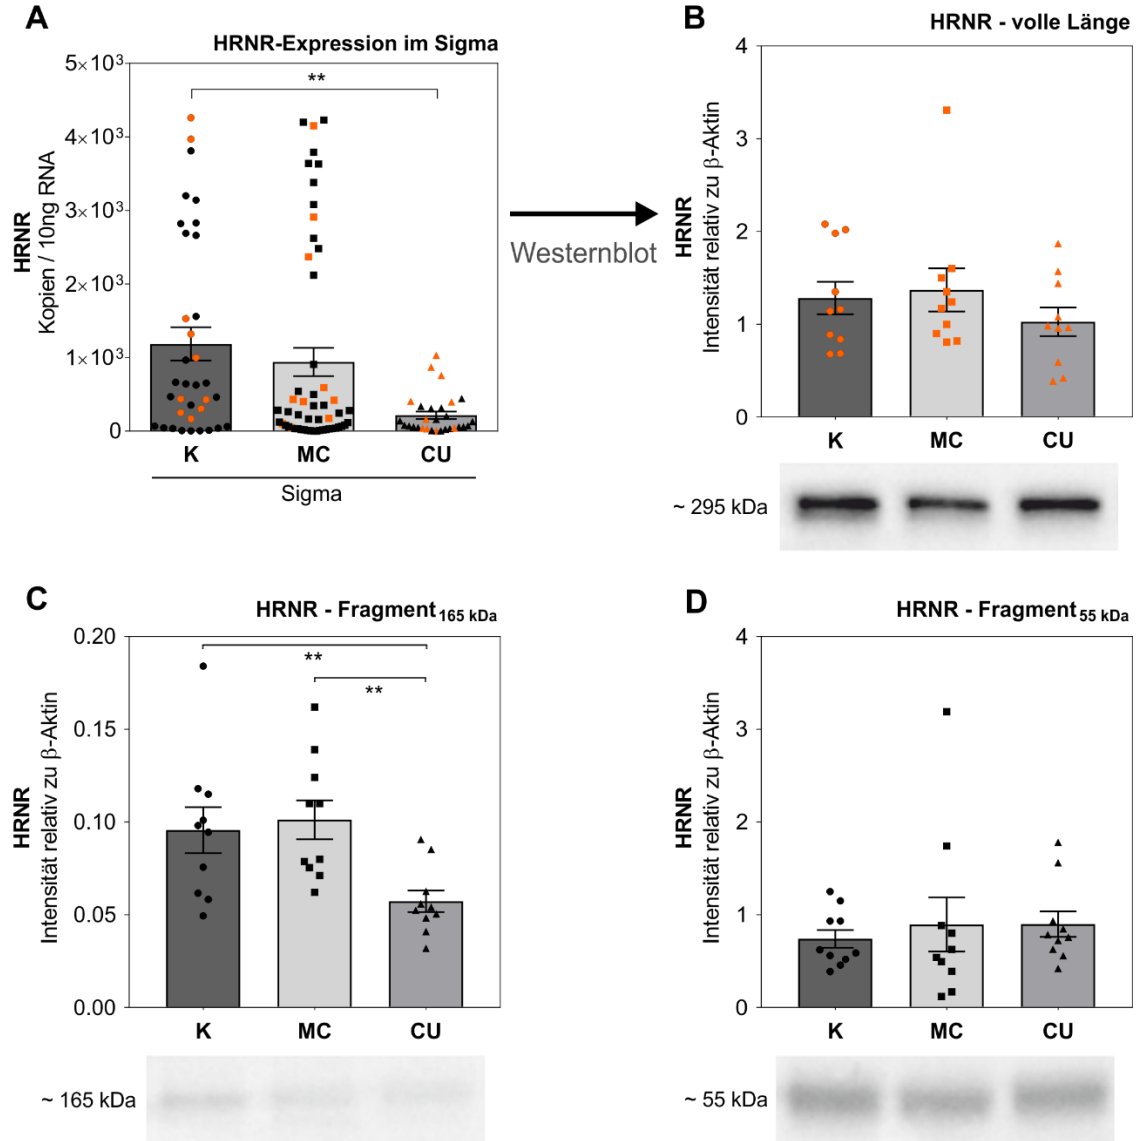 A
HRNR-Expression im Sigma
HRNR
Kopien / 10ng RNA
5×10³
4×10³
3×10³
2×10³
1×10³
0
**
K MC CU
Sigma
Westernblot
B
HRNR - volle Länge
HRNR
Intensität relativ zu β-Aktin
4
3
2
1
0
K MC CU
~ 295 kDa
C
HRNR - Fragment 165 kDa
HRNR
Intensität relativ zu β-Aktin
0.20
0.15
0.10
0.05
0.00
**
**
K MC CU
~ 165 kDa
D
HRNR - Fragment 55 kDa
HRNR
Intensität relativ zu β-Aktin
4
3
2
1
0
K MC CU
~ 55 kDa